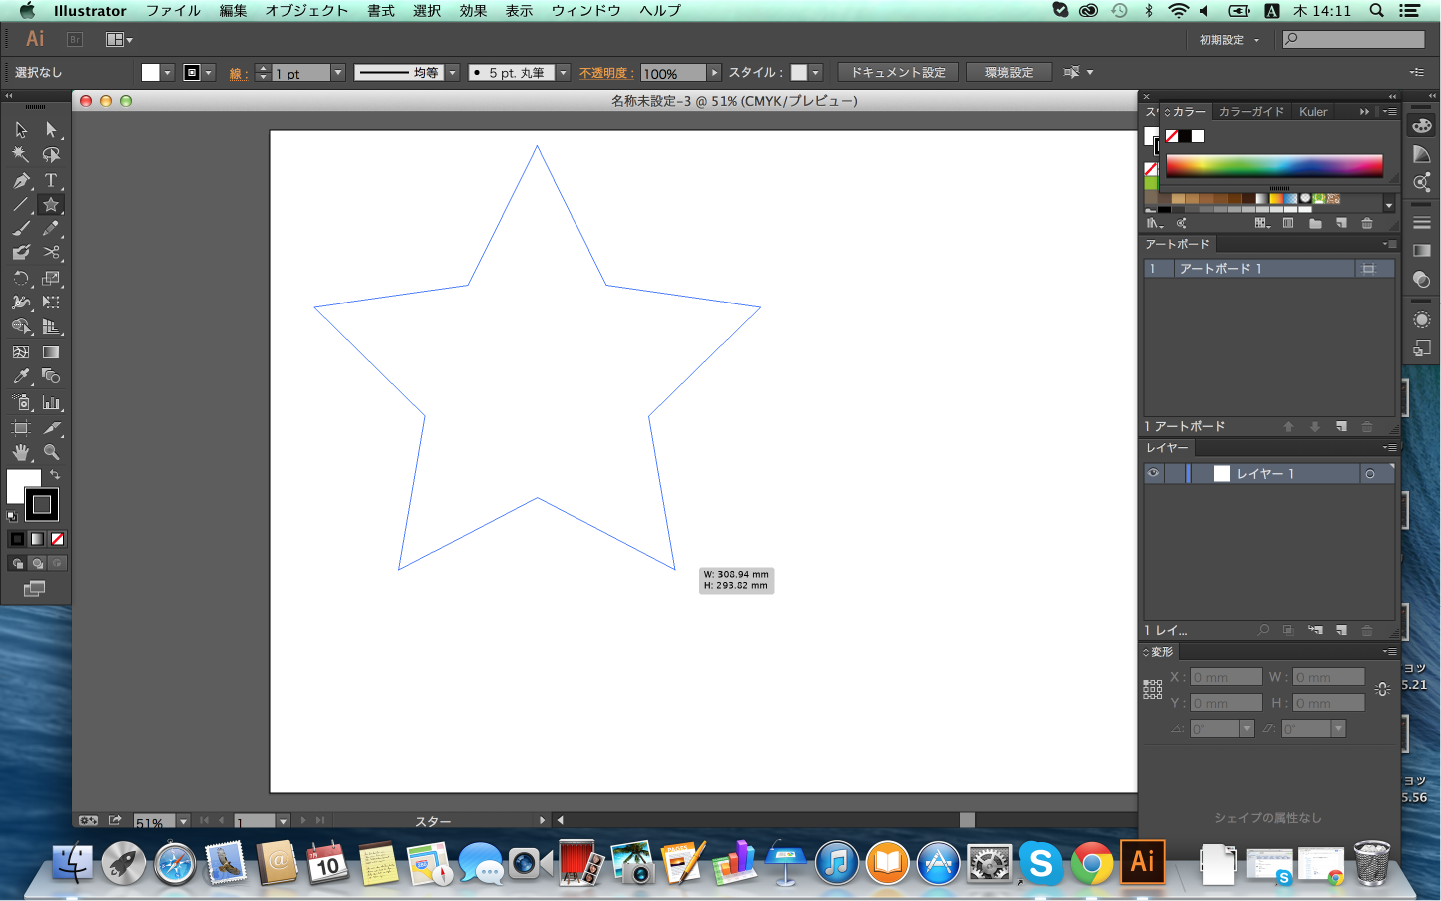 Illustrator ファイル 編集 オブジェクト 書式 選択 効果 表示 ウィンドウ ヘルプ A 木 14:11
Ai Br 初期設定
選択なし 線: 1 pt 均等 5 pt. 丸筆 不透明度: 100% スタイル: ドキュメント設定 環境設定
名称未設定-3 @ 51% (CMYK/プレビュー)
カラー カラーガイド Kuler
T
アートボード
1 アートボード 1
1 アートボード
レイヤー
レイヤー 1
W: 308.94 mm
H: 293.82 mm
1 レイ...
変形
X: 0 mm W: 0 mm
Y: 0 mm H: 0 mm
0° 0°
ョッ
5.21
ョッ
5.56
シェイプの属性なし
51% 1 スター
10 S Ai